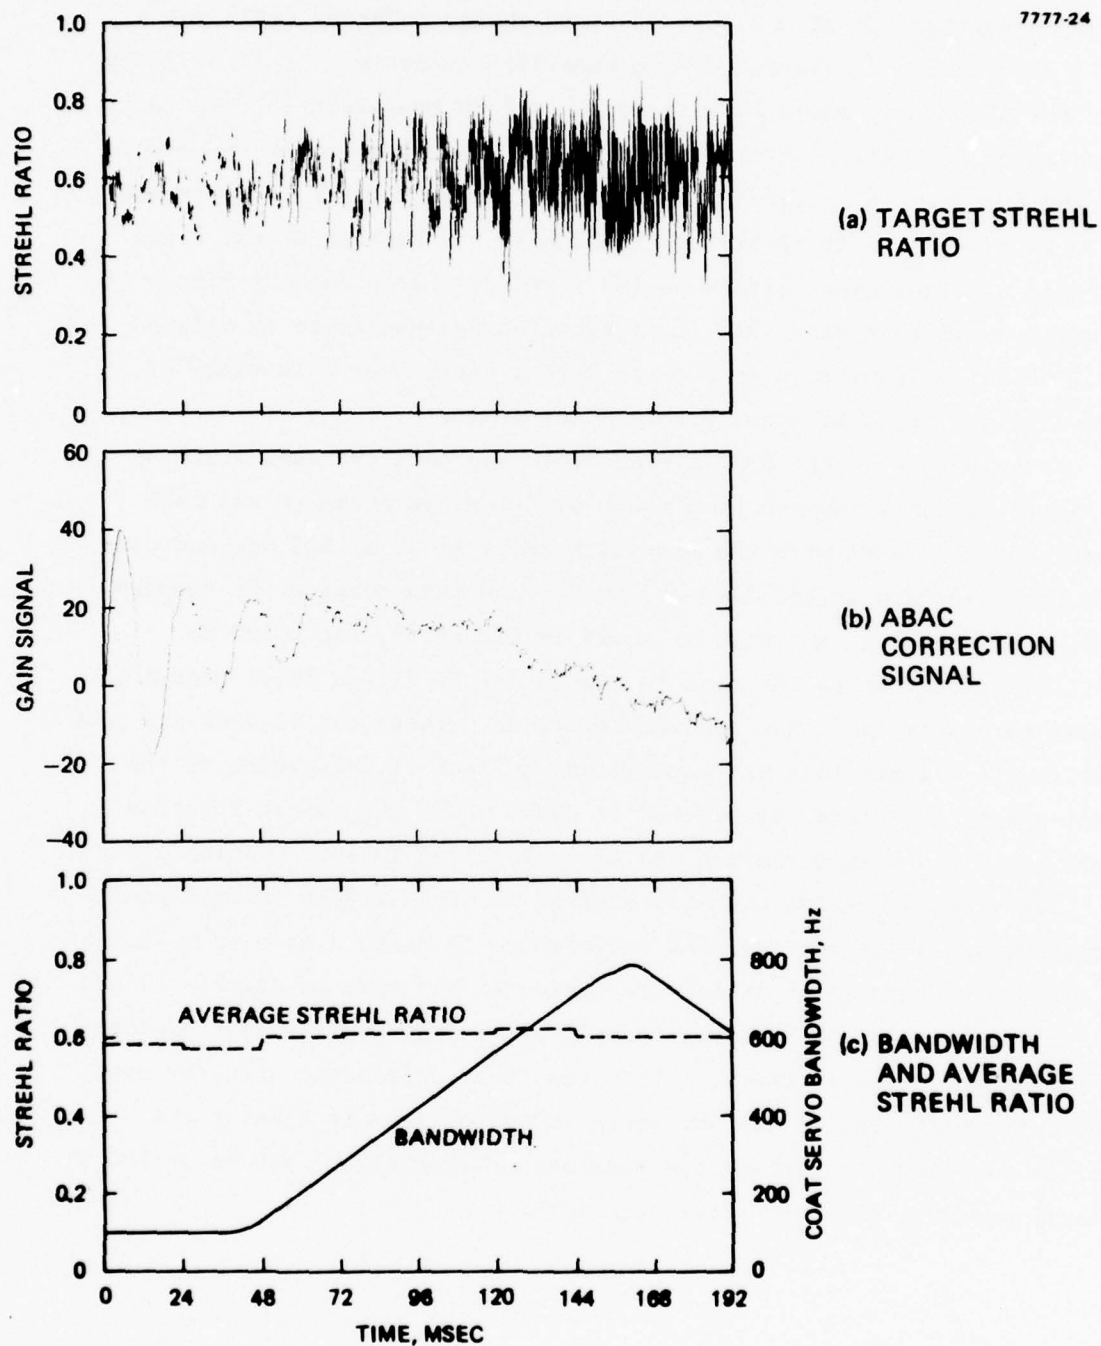 7777-24
1.0
0.8
0.6
0.4
0.2
0
STREHL RATIO
(a) TARGET STREHL
RATIO
60
40
20
0
−20
−40
GAIN SIGNAL
(b) ABAC
CORRECTION
SIGNAL
1.0
0.8
0.6
0.4
0.2
0
STREHL RATIO
AVERAGE STREHL RATIO
BANDWIDTH
800
600
400
200
0
COAT SERVO BANDWIDTH, Hz
(c) BANDWIDTH
AND AVERAGE
STREHL RATIO
0 24 48 72 96 120 144 168 192
TIME, MSEC